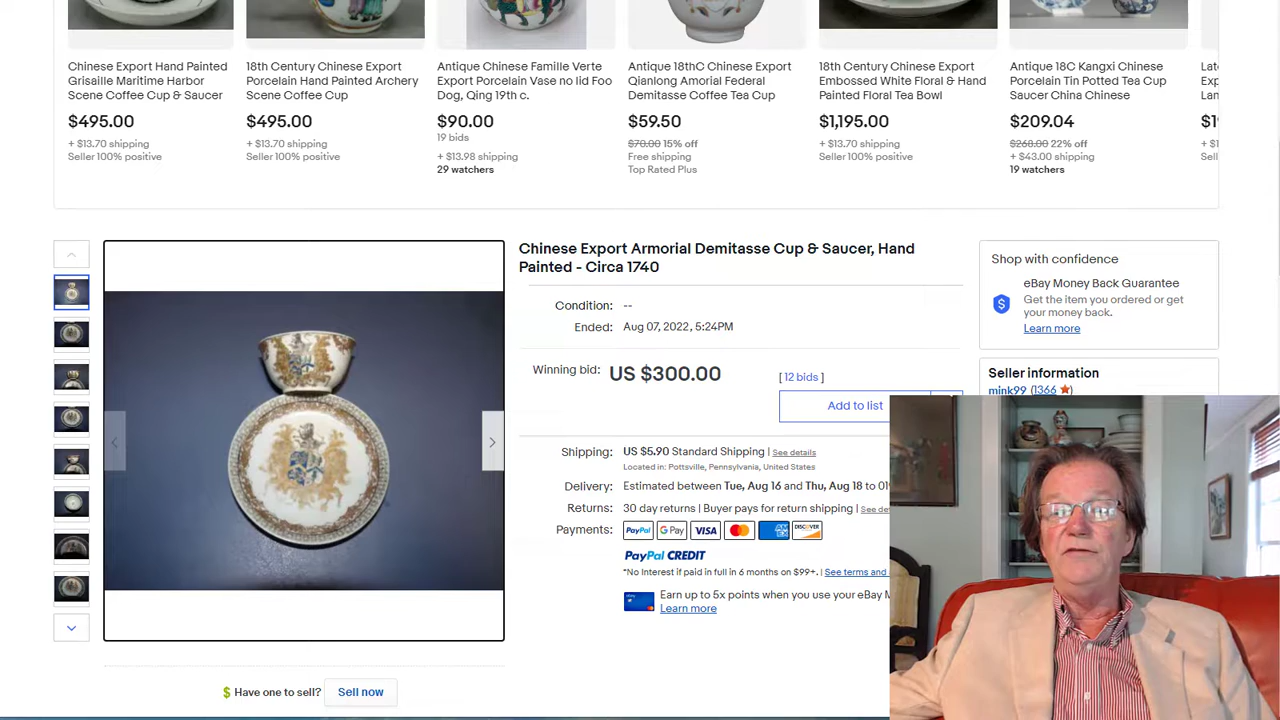 Chinese Export Hand Painted
Grisaille Maritime Harbor
Scene Coffee Cup & Saucer
$495.00
+ $13.70 shipping
Seller 100% positive
18th Century Chinese Export
Porcelain Hand Painted Archery
Scene Coffee Cup
$495.00
+ $13.70 shipping
Seller 100% positive
Antique Chinese Famille Verte
Export Porcelain Vase no lid Foo
Dog, Qing 19th c.
$90.00
19 bids
+ $13.98 shipping
29 watchers
Antique 18thC Chinese Export
Qianlong Amorial Federal
Demitasse Coffee Tea Cup
$59.50
$70.00 15% off
Free shipping
Top Rated Plus
18th Century Chinese Export
Embossed White Floral & Hand
Painted Floral Tea Bowl
$1,195.00
+ $13.70 shipping
Seller 100% positive
Antique 18C Kangxi Chinese
Porcelain Tin Potted Tea Cup
Saucer China Chinese
$209.04
$268.00 22% off
+ $43.00 shipping
19 watchers
Chinese Export Armorial Demitasse Cup & Saucer, Hand
Painted - Circa 1740
Condition: --
Ended: Aug 07, 2022, 5:24PM
Winning bid: US $300.00
[ 12 bids ]
Add to list
Shipping: US $5.90 Standard Shipping | See details
Located in: Pottsville, Pennsylvania, United States
Delivery: Estimated between Tue, Aug 16 and Thu, Aug 18 to
Returns: 30 day returns | Buyer pays for return shipping |
Payments: PayPal G Pay VISA MasterCard DISCOVER
PayPal CREDIT
*No Interest if paid in full in 6 months on $99+. | See terms and
Earn up to 5x points when you use your eBay
Learn more
Shop with confidence
eBay Money Back Guarantee
Get the item you ordered or get
your money back.
Learn more
Seller information
mink99 (1366 )
$ Have one to sell? Sell now